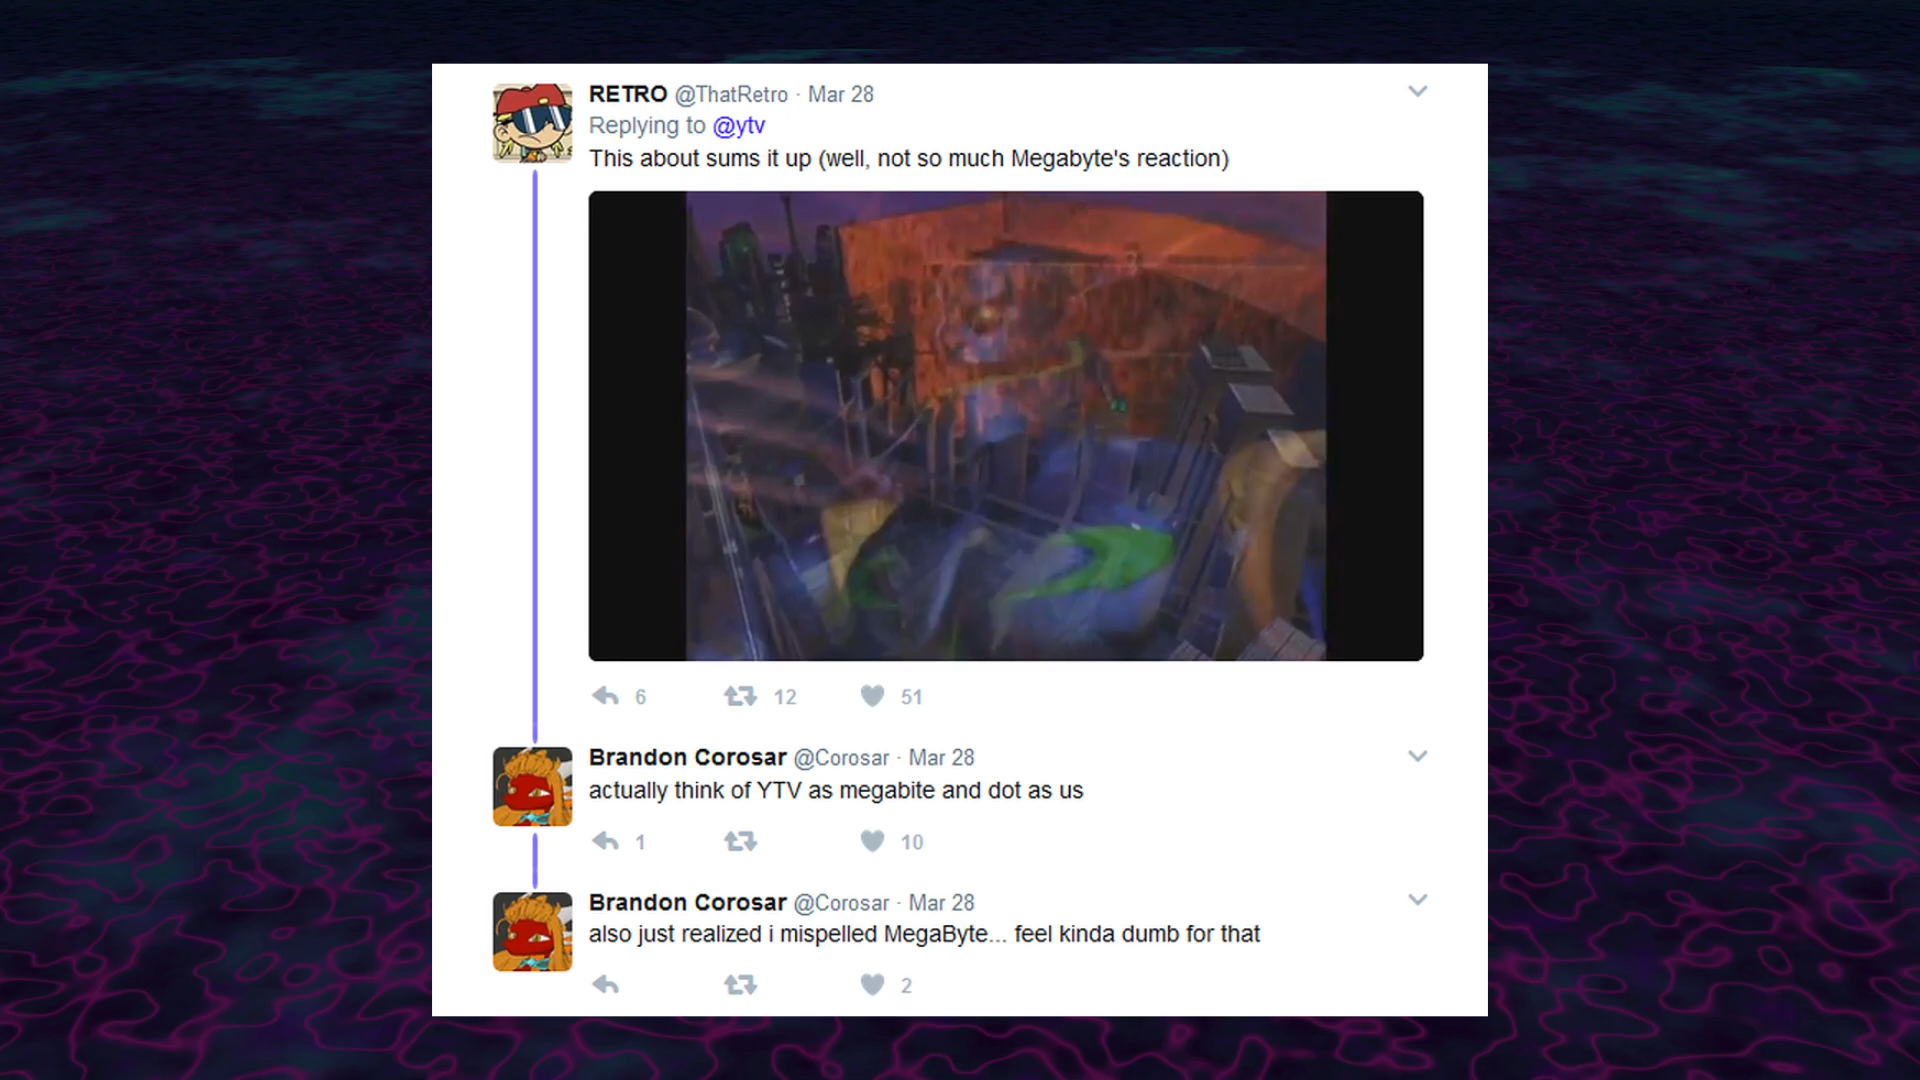 RETRO @ThatRetro · Mar 28
Replying to @ytv
This about sums it up (well, not so much Megabyte's reaction)
6 12 51
Brandon Corosar @Corosar · Mar 28
actually think of YTV as megabite and dot as us
1 10
Brandon Corosar @Corosar · Mar 28
also just realized i mispelled MegaByte... feel kinda dumb for that
2